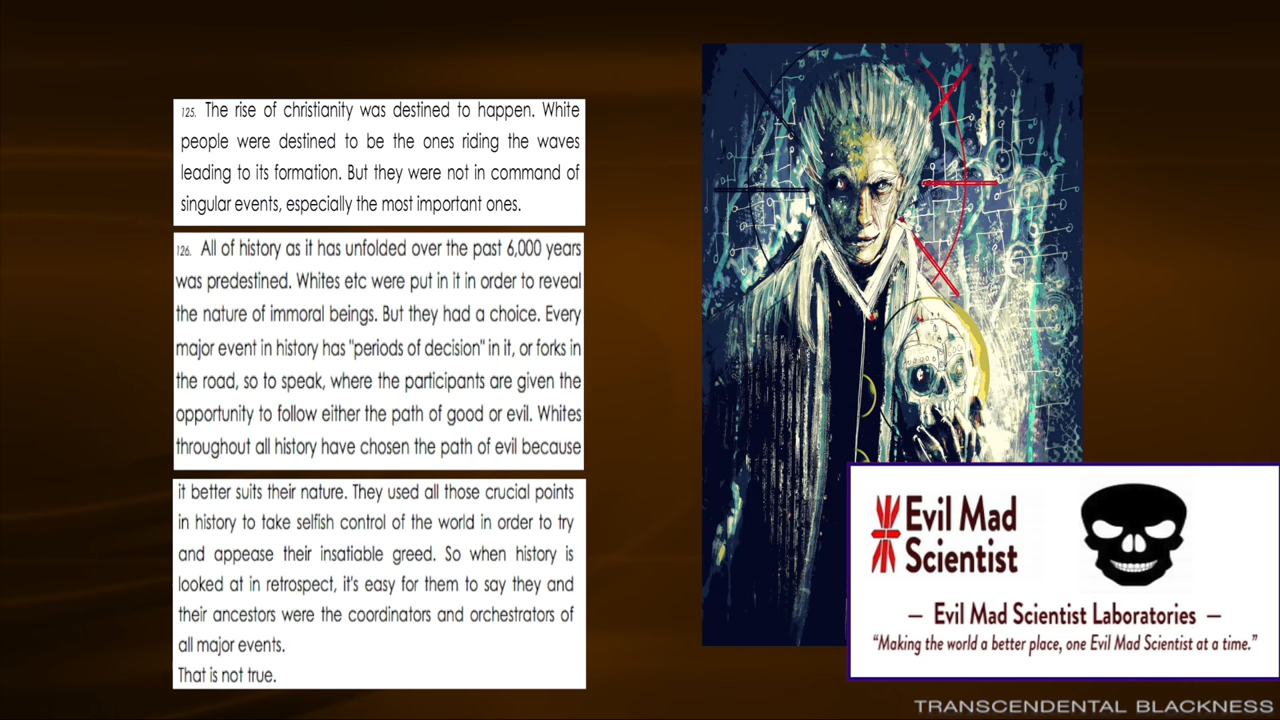 125. The rise of christianity was destined to happen. White
people were destined to be the ones riding the waves
leading to its formation. But they were not in command of
singular events, especially the most important ones.
126. All of history as it has unfolded over the past 6,000 years
was predestined. Whites etc were put in it in order to reveal
the nature of immoral beings. But they had a choice. Every
major event in history has "periods of decision" in it, or forks in
the road, so to speak, where the participants are given the
opportunity to follow either the path of good or evil. Whites
throughout all history have chosen the path of evil because
it better suits their nature. They used all those crucial points
in history to take selfish control of the world in order to try
and appease their insatiable greed. So when history is
looked at in retrospect, it's easy for them to say they and
their ancestors were the coordinators and orchestrators of
all major events.
That is not true.
Evil Mad
Scientist
— Evil Mad Scientist Laboratories —
“Making the world a better place, one Evil Mad Scientist at a time.”
TRANSCENDENTAL BLACKNESS